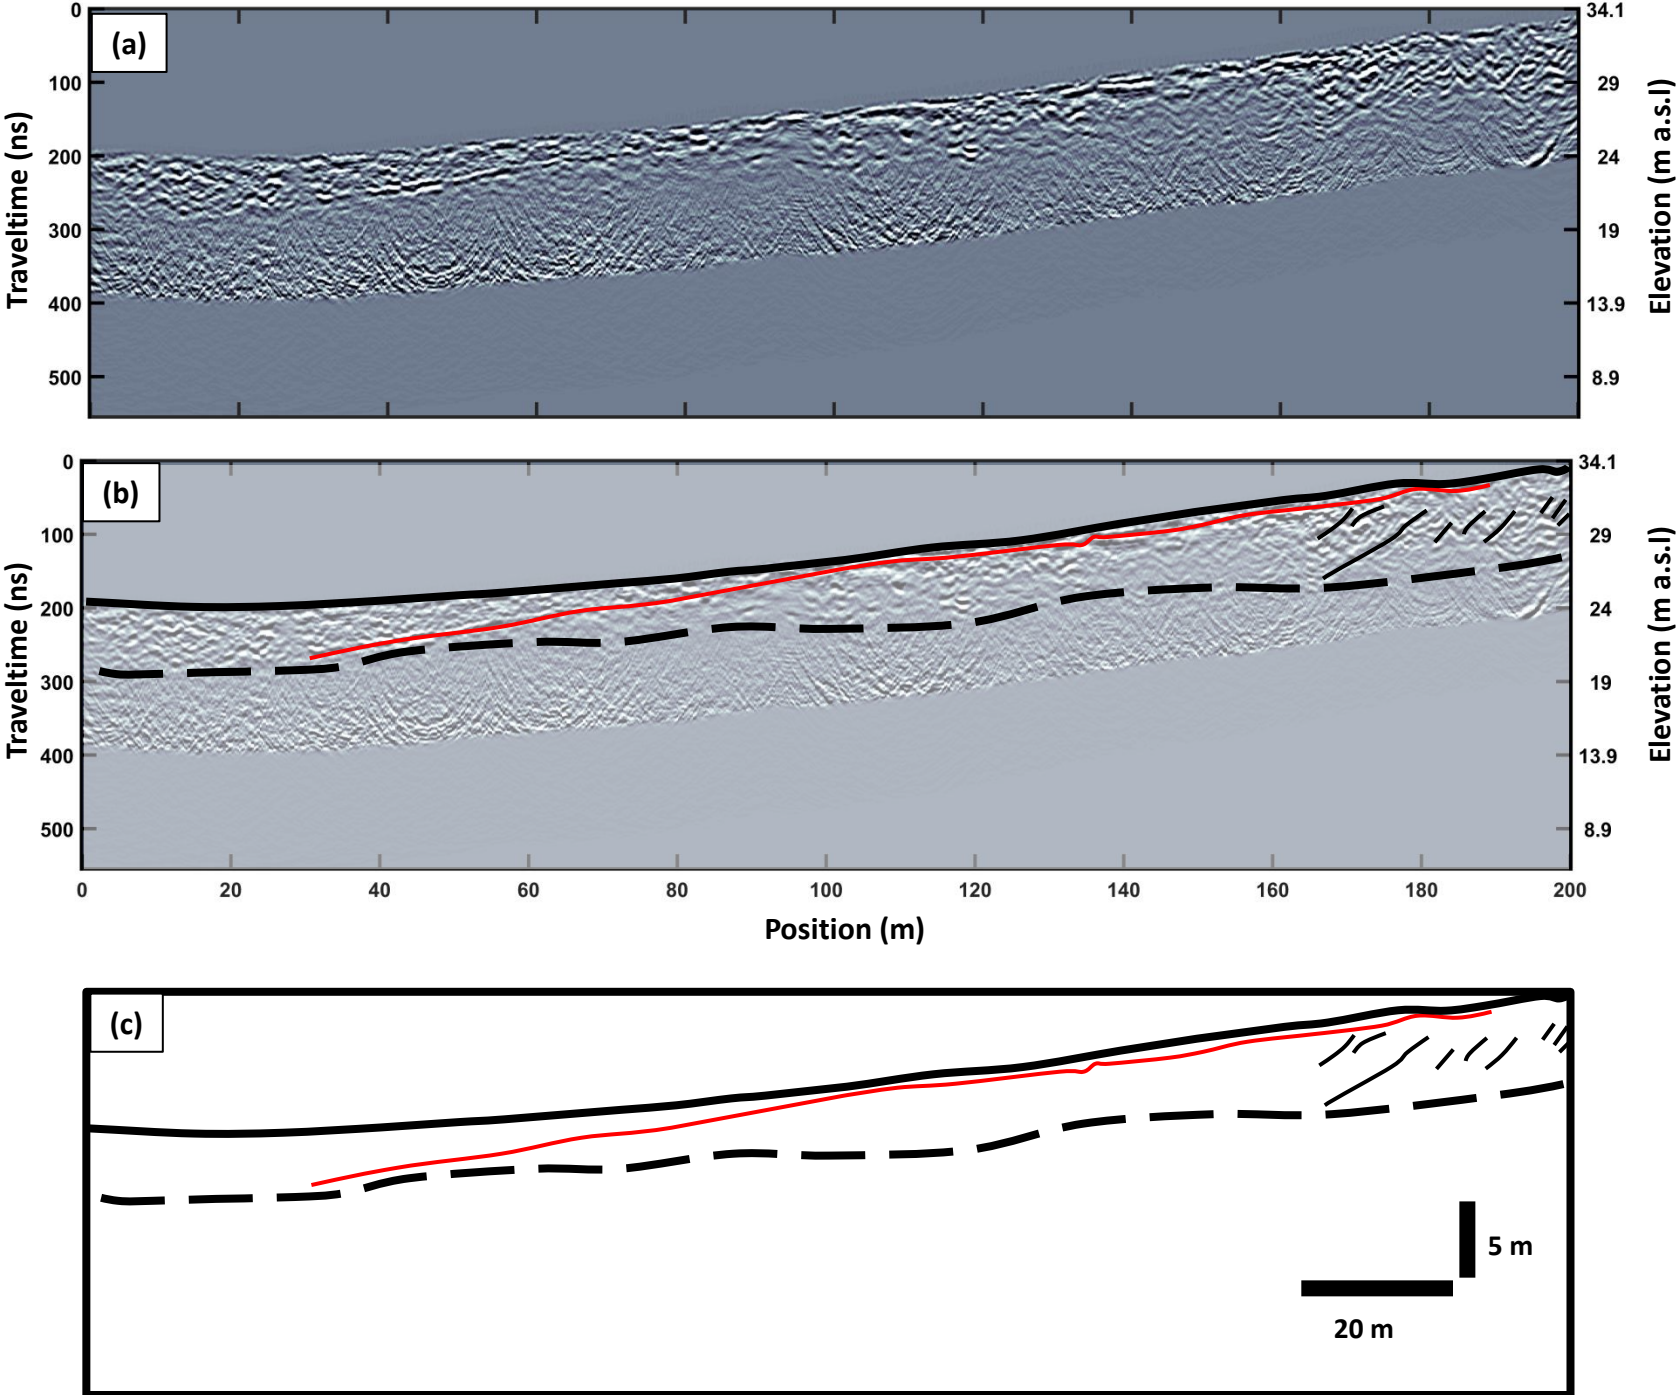 (a)
Traveltime (ns)
0
100
200
300
400
500
34.1
29
24
19
13.9
8.9
Elevation (m a.s.l)
(b)
Traveltime (ns)
0
100
200
300
400
500
34.1
29
24
19
13.9
8.9
Elevation (m a.s.l)
0 20 40 60 80 100 120 140 160 180 200
Position (m)
(c)
5 m
20 m